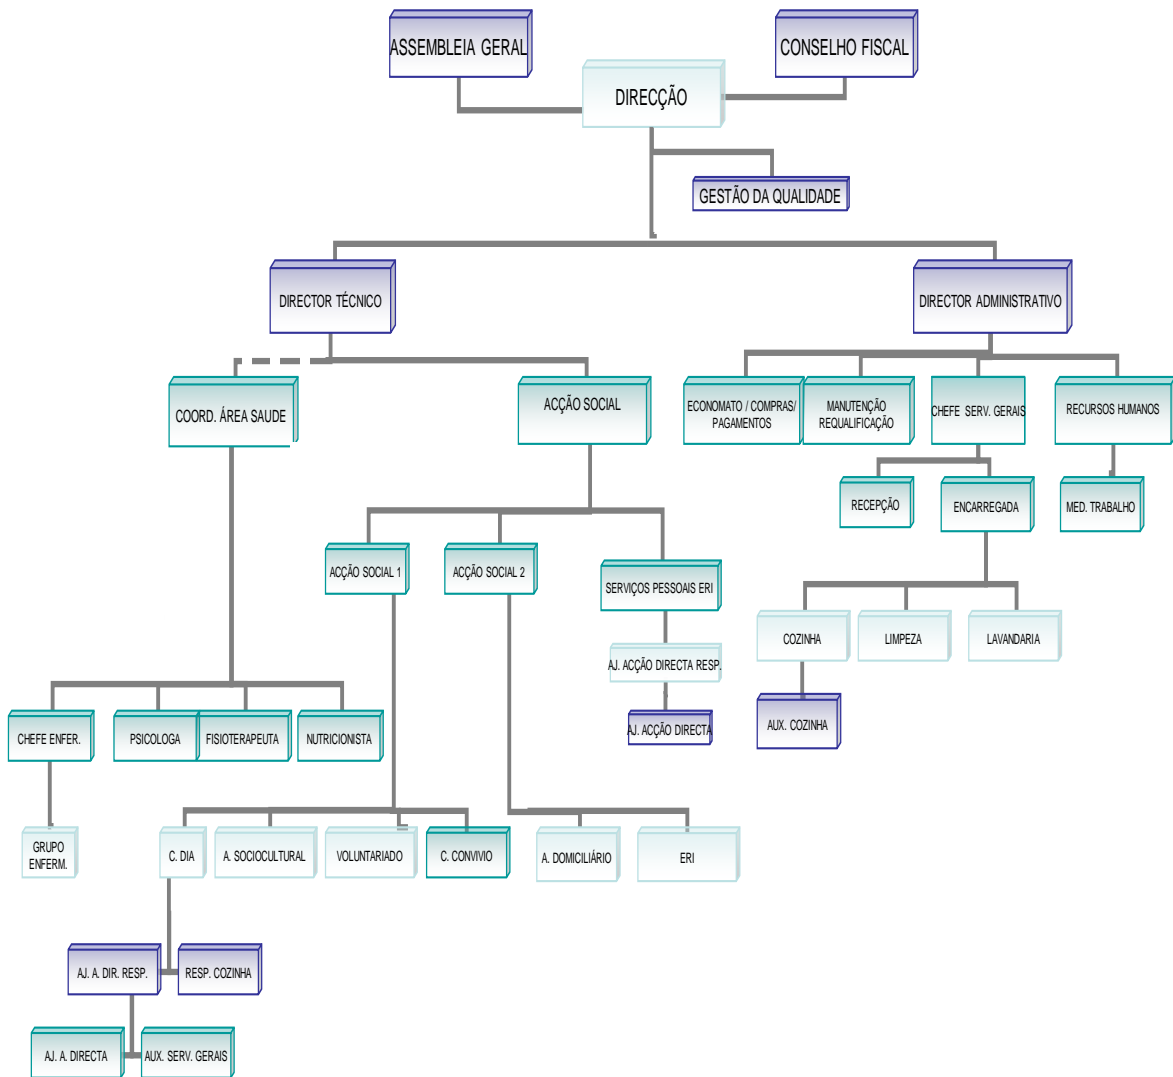 ASSEMBLEIA GERAL
CONSELHO FISCAL
DIRECÇÃO
GESTÃO DA QUALIDADE
DIRECTOR TÉCNICO
DIRECTOR ADMINISTRATIVO
COORD. ÁREA SAUDE
ACÇÃO SOCIAL
ECONOMATO / COMPRAS/
PAGAMENTOS
MANUTENÇÃO
REQUALIFICAÇÃO
CHEFE SERV. GERAIS
RECURSOS HUMANOS
RECEPÇÃO
ENCARREGADA
MED. TRABALHO
ACÇÃO SOCIAL 1
ACÇÃO SOCIAL 2
SERVIÇOS PESSOAIS ERI
COZINHA
LIMPEZA
LAVANDARIA
AJ. ACÇÃO DIRECTA RESP.
AJ. ACÇÃO DIRECTA
AUX. COZINHA
CHEFE ENFER.
PSICOLOGA
FISIOTERAPEUTA
NUTRICIONISTA
GRUPO
ENFERM.
C. DIA
A. SOCIOCULTURAL
VOLUNTARIADO
C. CONVIVIO
A. DOMICILIÁRIO
ERI
AJ. A. DIR. RESP.
RESP. COZINHA
AJ. A. DIRECTA
AUX. SERV. GERAIS